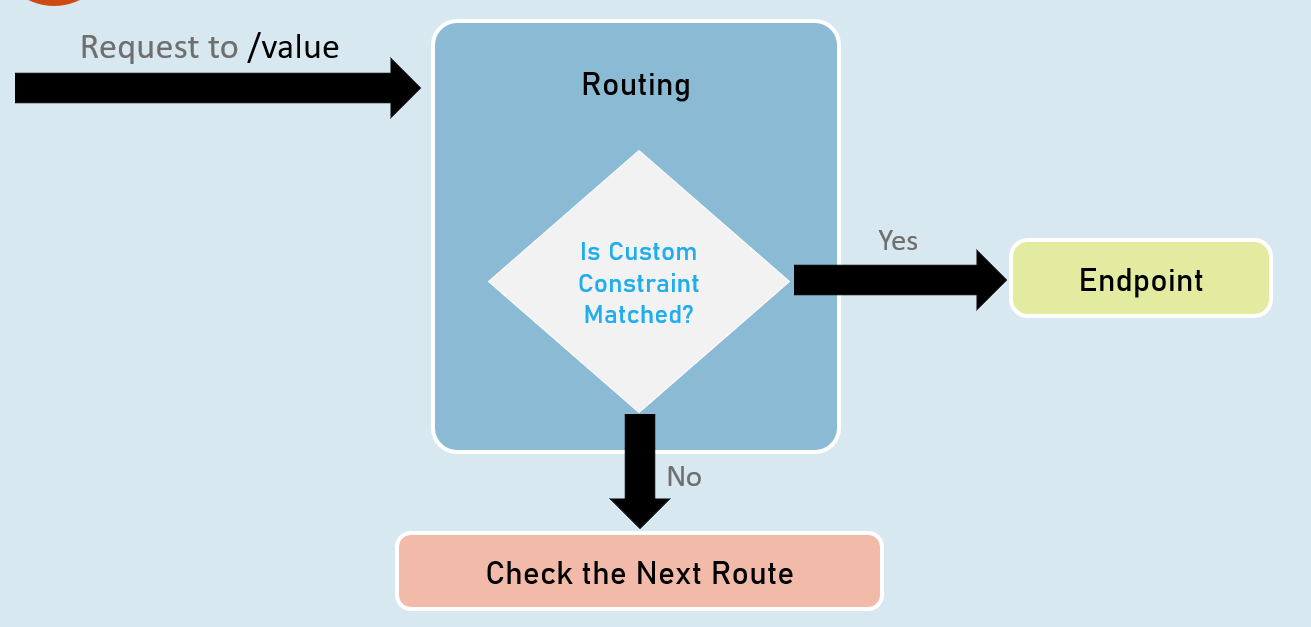 Request to /value
Routing
Is Custom
Constraint
Matched?
Yes
Endpoint
No
Check the Next Route